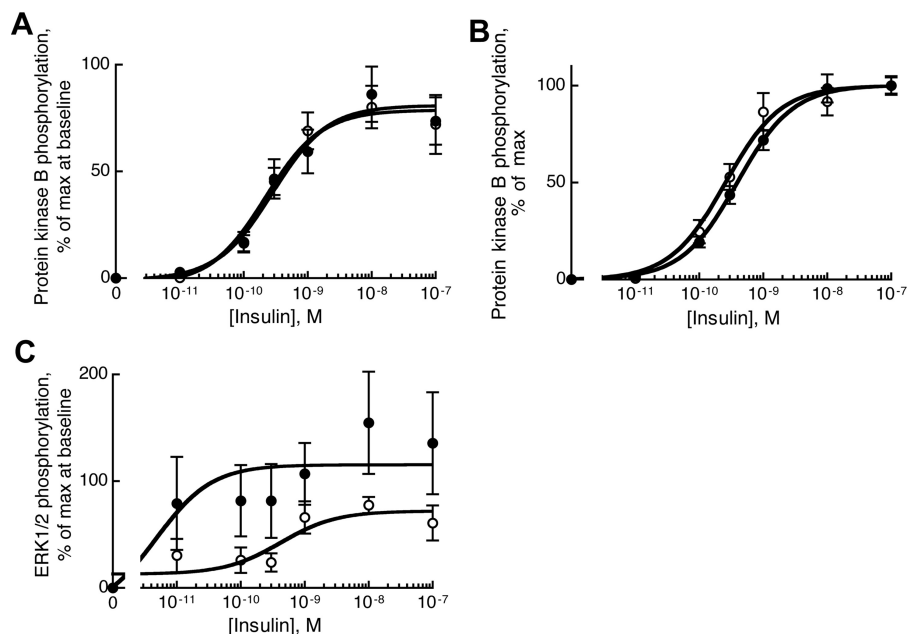 A
Protein kinase B phosphorylation,
% of max at baseline
100
50
0
0
10-11
10-10
10-9
10-8
10-7
[Insulin], M
B
Protein kinase B phosphorylation,
% of max
100
50
0
10-11
10-10
10-9
10-8
10-7
[Insulin], M
C
ERK1/2 phosphorylation,
% of max at baseline
200
100
0
0
10-11
10-10
10-9
10-8
10-7
[Insulin], M